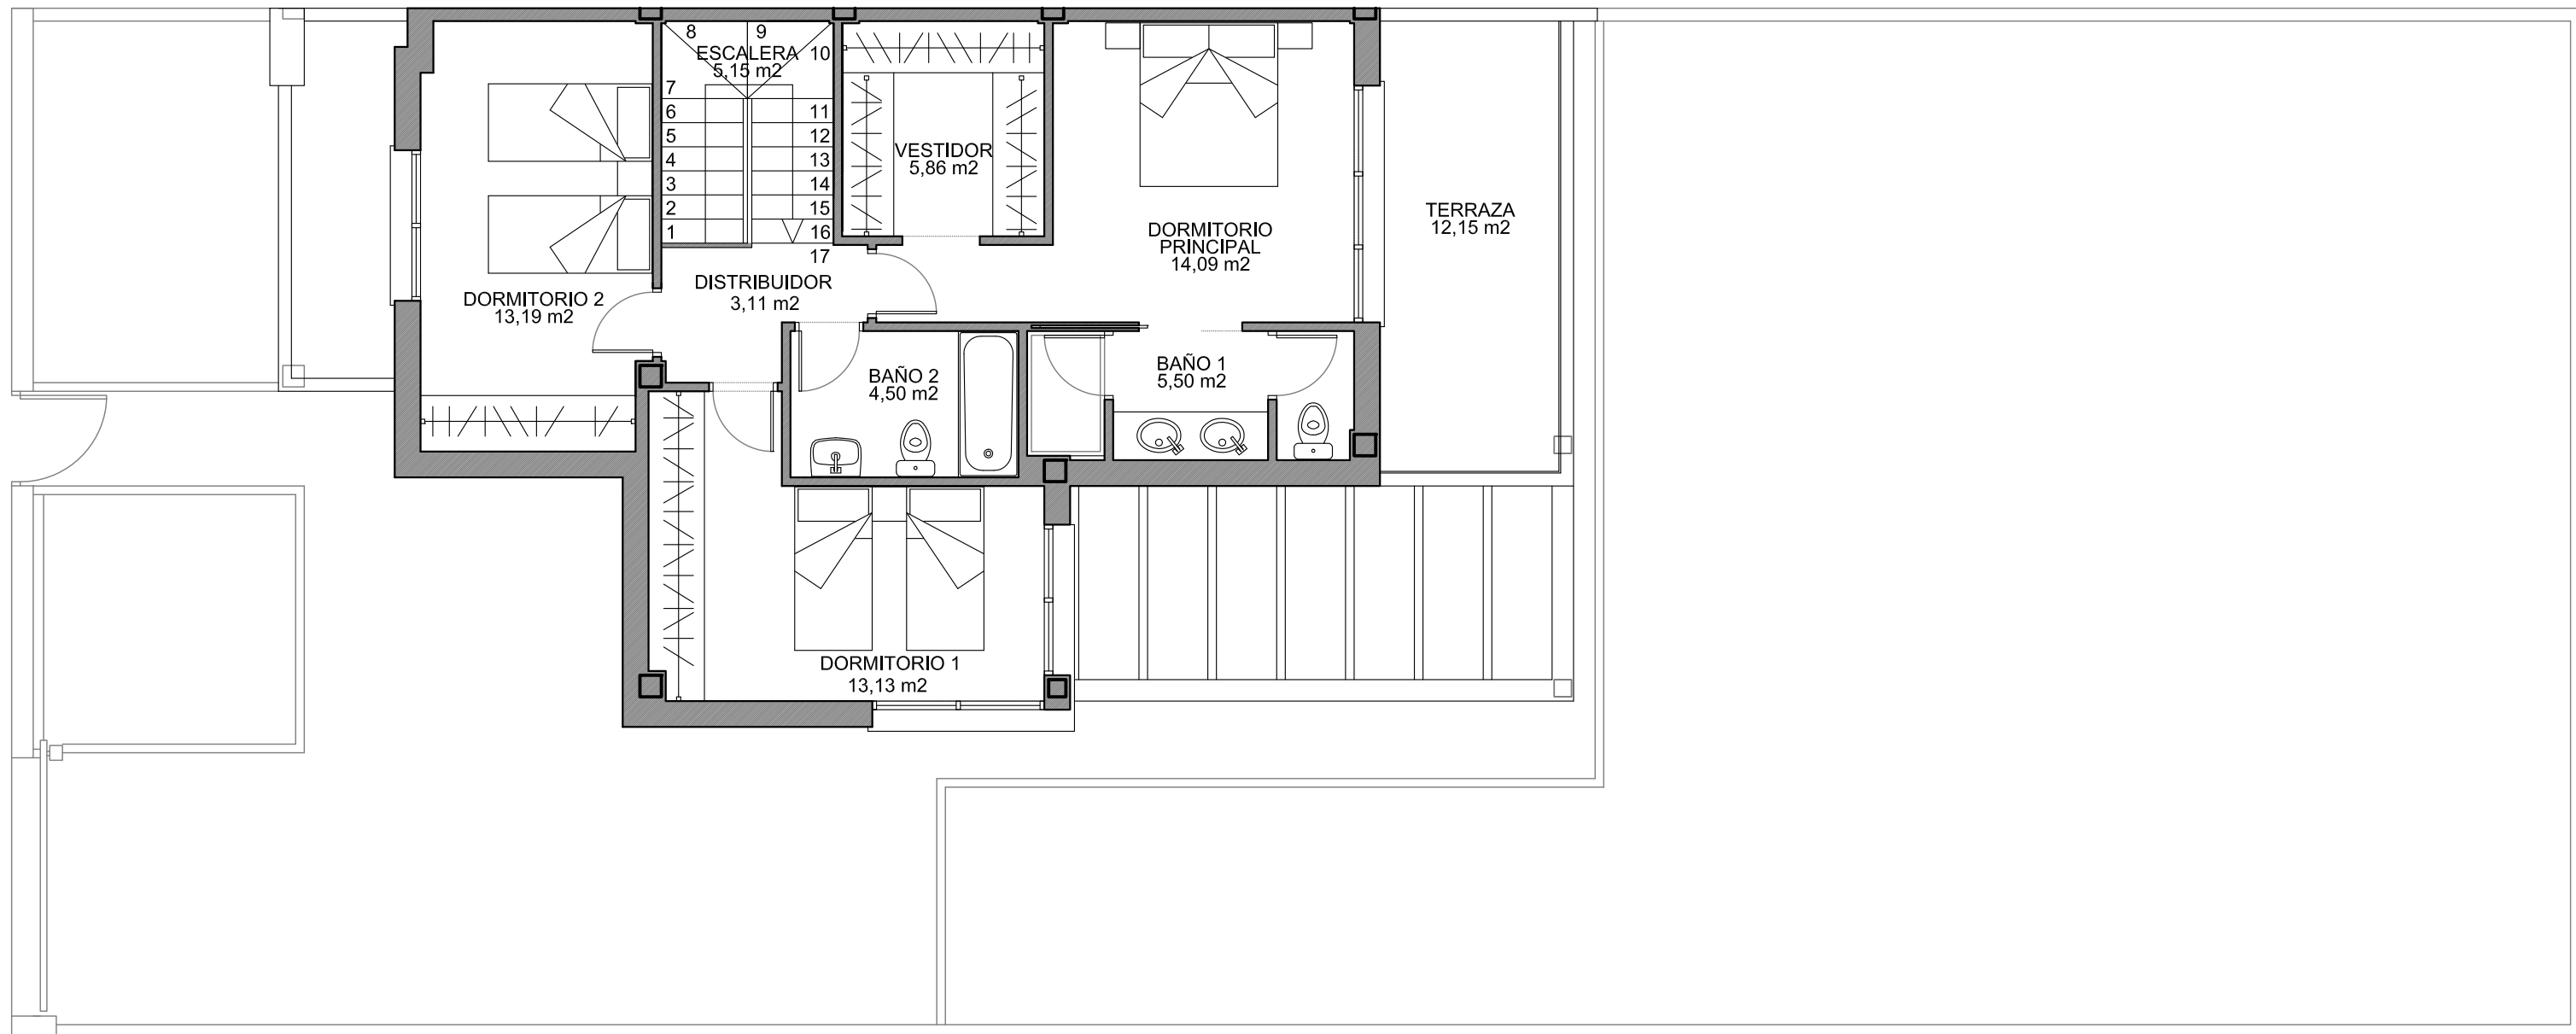 8
9
ESCALERA
5,15 m2
10
7
6
11
5
12
4
13
3
14
2
15
1
16
17
VESTIDOR
5,86 m2
DORMITORIO
PRINCIPAL
14,09 m2
TERRAZA
12,15 m2
DORMITORIO 2
13,19 m2
DISTRIBUIDOR
3,11 m2
BAÑO 2
4,50 m2
BAÑO 1
5,50 m2
DORMITORIO 1
13,13 m2